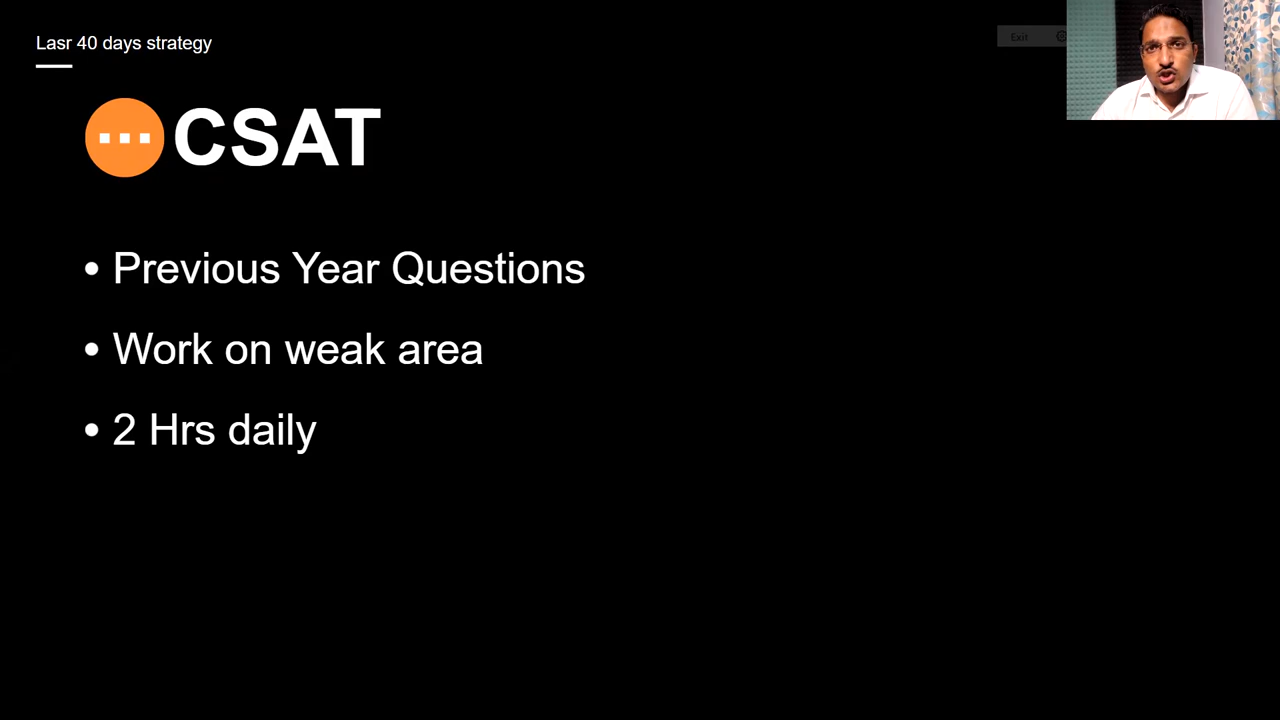 Lasr 40 days strategy
Exit
CSAT
• Previous Year Questions
• Work on weak area
• 2 Hrs daily